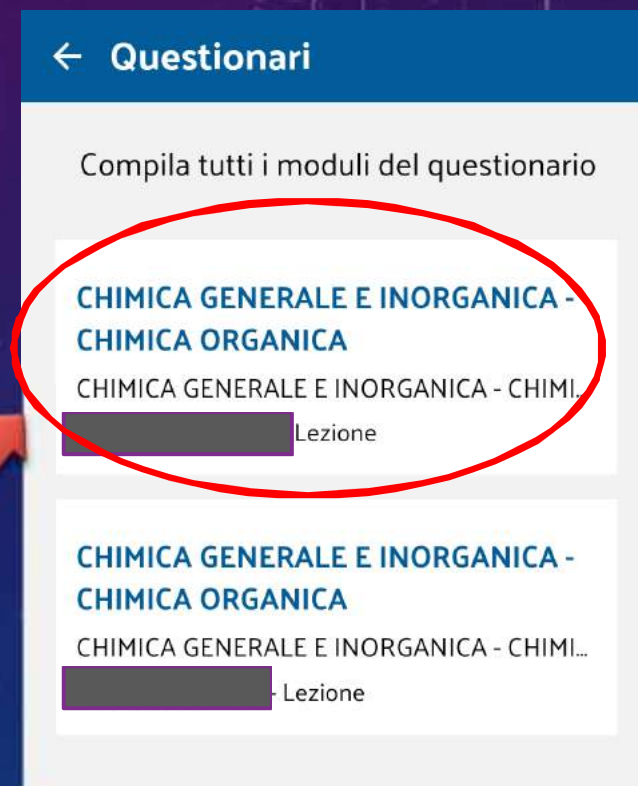 ← Questionari
Compila tutti i moduli del questionario
CHIMICA GENERALE E INORGANICA -
CHIMICA ORGANICA
CHIMICA GENERALE E INORGANICA - CHIMI...
Lezione
CHIMICA GENERALE E INORGANICA -
CHIMICA ORGANICA
CHIMICA GENERALE E INORGANICA - CHIMI...
- Lezione